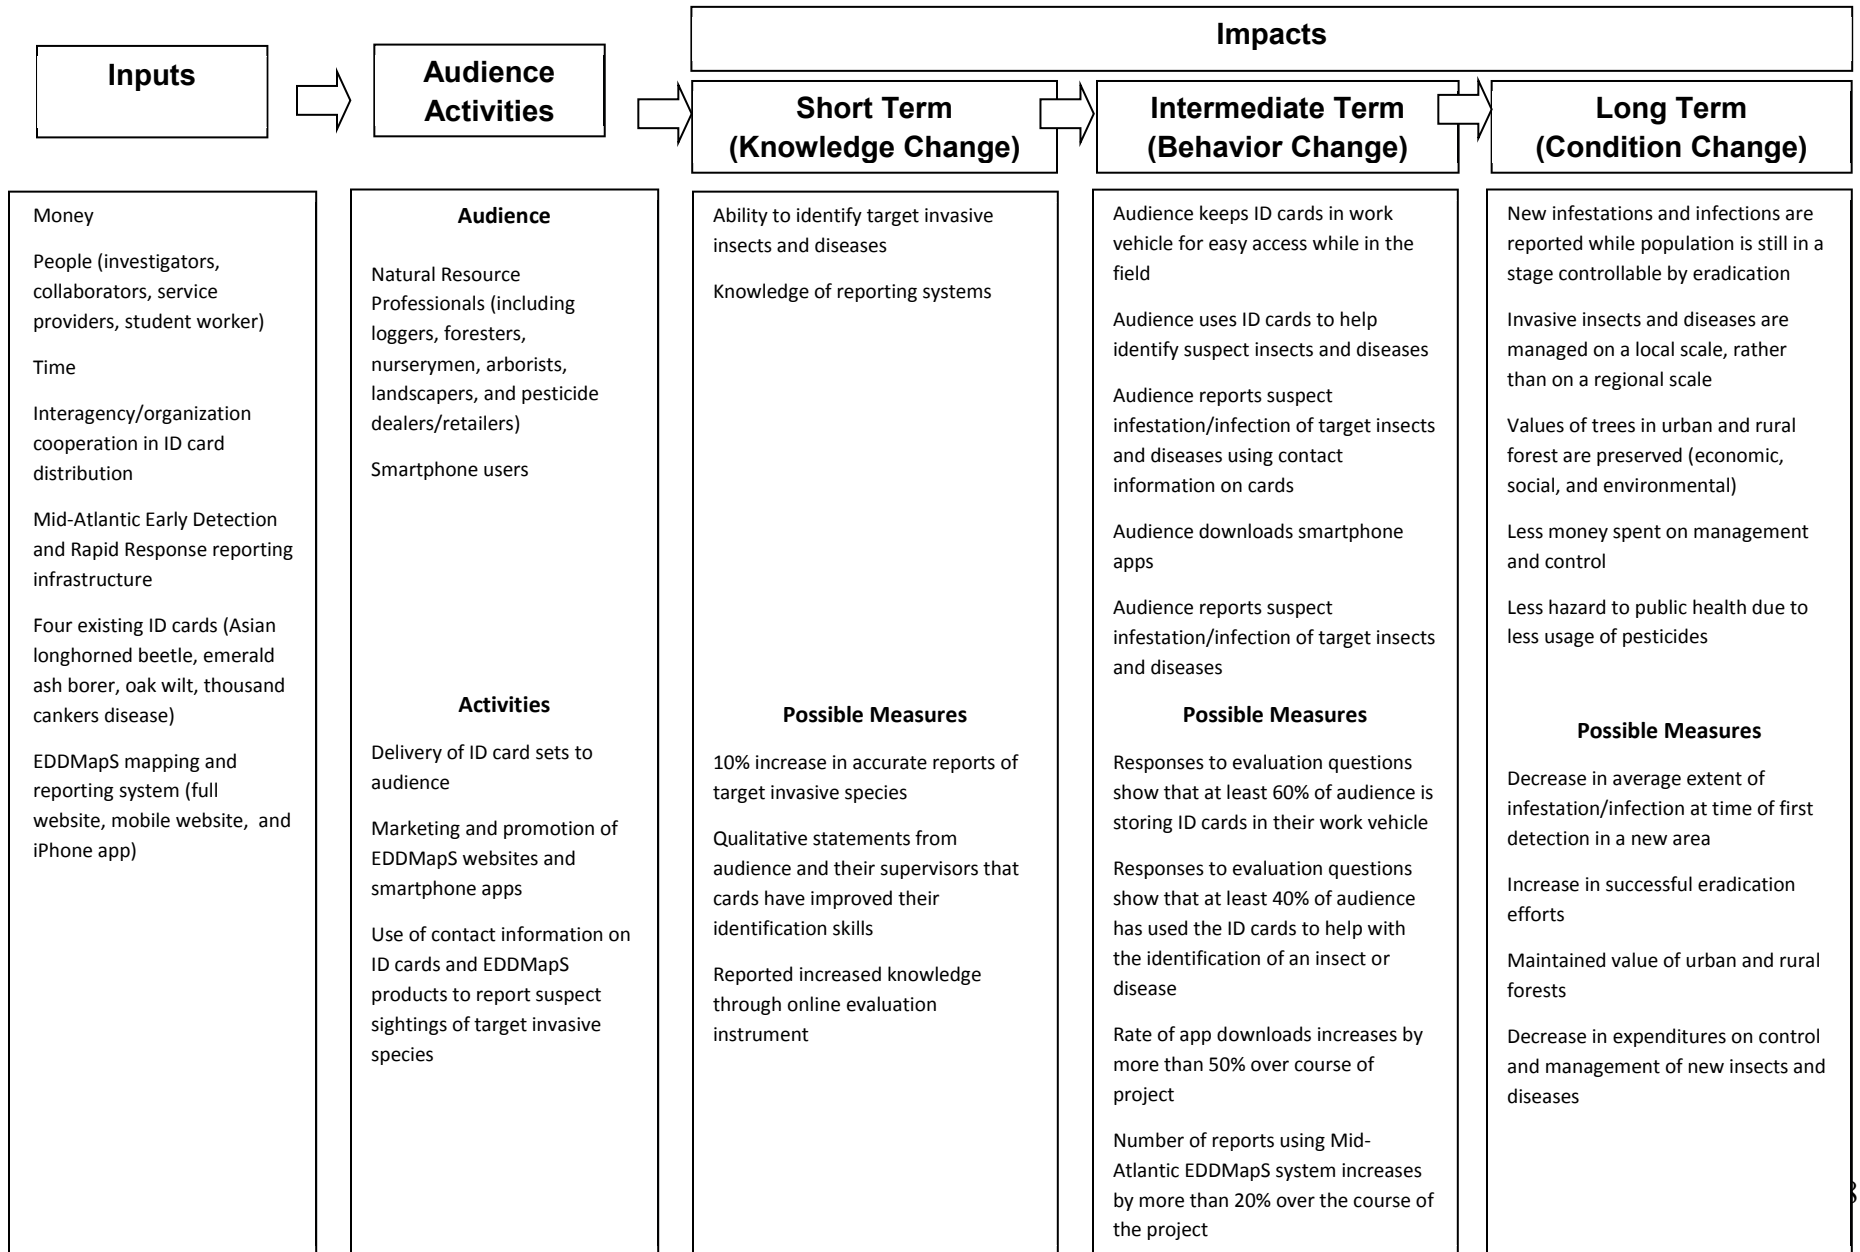 Impacts
Inputs
Audience
Activities
Short Term
(Knowledge Change)
Intermediate Term
(Behavior Change)
Long Term
(Condition Change)
Money
People (investigators,
collaborators, service
providers, student worker)
Time
Interagency/organization
cooperation in ID card
distribution
Mid-Atlantic Early Detection
and Rapid Response reporting
infrastructure
Four existing ID cards (Asian
longhorned beetle, emerald
ash borer, oak wilt, thousand
cankers disease)
EDDMapS mapping and
reporting system (full
website, mobile website, and
iPhone app)
Audience
Natural Resource
Professionals (including
loggers, foresters,
nurserymen, arborists,
landscapers, and pesticide
dealers/retailers)
Smartphone users
Activities
Delivery of ID card sets to
audience
Marketing and promotion of
EDDMapS websites and
smartphone apps
Use of contact information on
ID cards and EDDMapS
products to report suspect
sightings of target invasive
species
Ability to identify target invasive
insects and diseases
Knowledge of reporting systems
Possible Measures
10% increase in accurate reports of
target invasive species
Qualitative statements from
audience and their supervisors that
cards have improved their
identification skills
Reported increased knowledge
through online evaluation
instrument
Audience keeps ID cards in work
vehicle for easy access while in the
field
Audience uses ID cards to help
identify suspect insects and diseases
Audience reports suspect
infestation/infection of target insects
and diseases using contact
information on cards
Audience downloads smartphone
apps
Audience reports suspect
infestation/infection of target insects
and diseases
Possible Measures
Responses to evaluation questions
show that at least 60% of audience is
storing ID cards in their work vehicle
Responses to evaluation questions
show that at least 40% of audience
has used the ID cards to help with
the identification of an insect or
disease
Rate of app downloads increases by
more than 50% over course of
project
Number of reports using Mid-
Atlantic EDDMapS system increases
by more than 20% over the course of
the project
New infestations and infections are
reported while population is still in a
stage controllable by eradication
Invasive insects and diseases are
managed on a local scale, rather
than on a regional scale
Values of trees in urban and rural
forest are preserved (economic,
social, and environmental)
Less money spent on management
and control
Less hazard to public health due to
less usage of pesticides
Possible Measures
Decrease in average extent of
infestation/infection at time of first
detection in a new area
Increase in successful eradication
efforts
Maintained value of urban and rural
forests
Decrease in expenditures on control
and management of new insects and
diseases